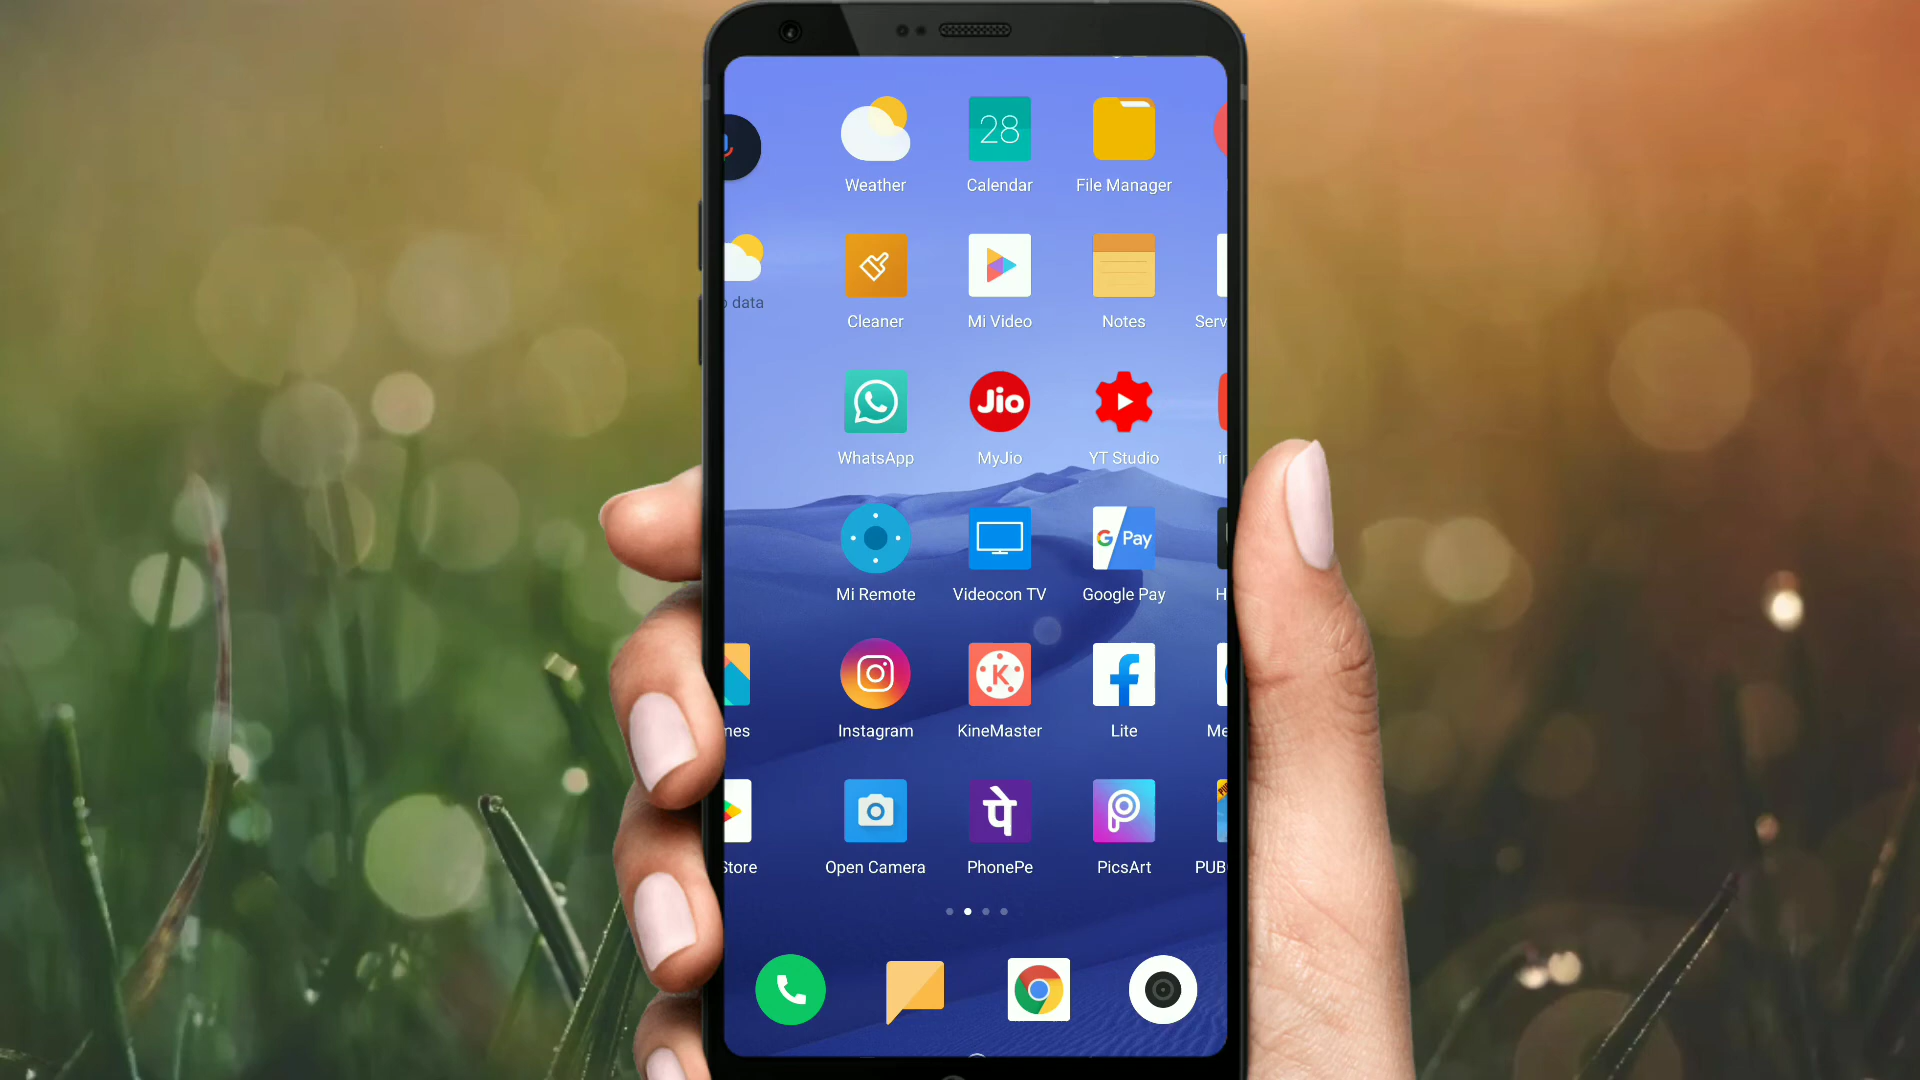 28
Weather
Calendar
File Manager
data
Cleaner
Mi Video
Notes
Serv
Jio
WhatsApp
MyJio
YT Studio
G Pay
Mi Remote
Videocon TV
Google Pay
H
K
nes
Instagram
KineMaster
Lite
Me
पे
Store
Open Camera
PhonePe
PicsArt
PUB